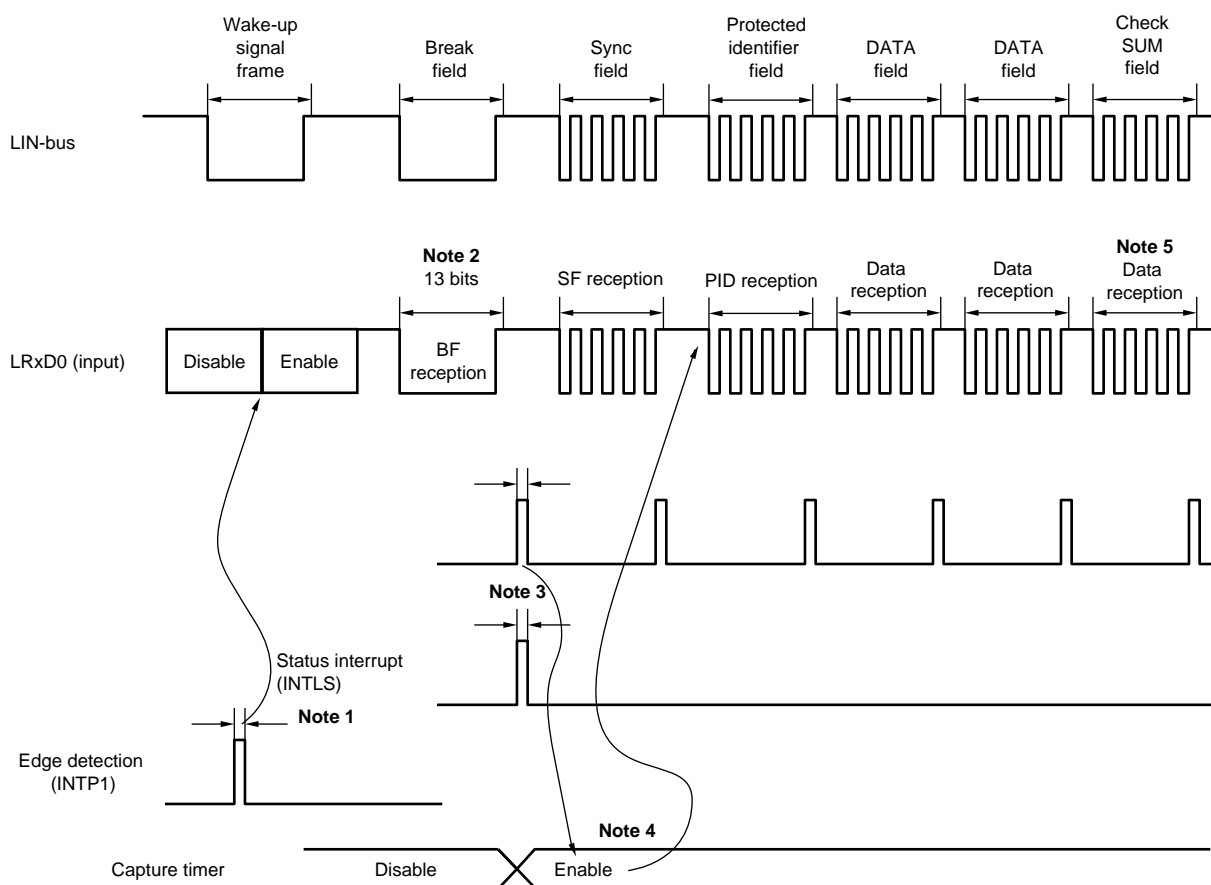 Wake-up
signal
frame
Break
field
Sync
field
Protected
identifier
field
DATA
field
DATA
field
Check
SUM
field
LIN-bus
Note 2
13 bits
SF reception
PID reception
Data
reception
Data
reception
Note 5
Data
reception
LRxD0 (input)
Disable
Enable
BF
reception
Note 3
Status interrupt
(INTLS)
Note 1
Edge detection
(INTP1)
Note 4
Capture timer
Disable
Enable